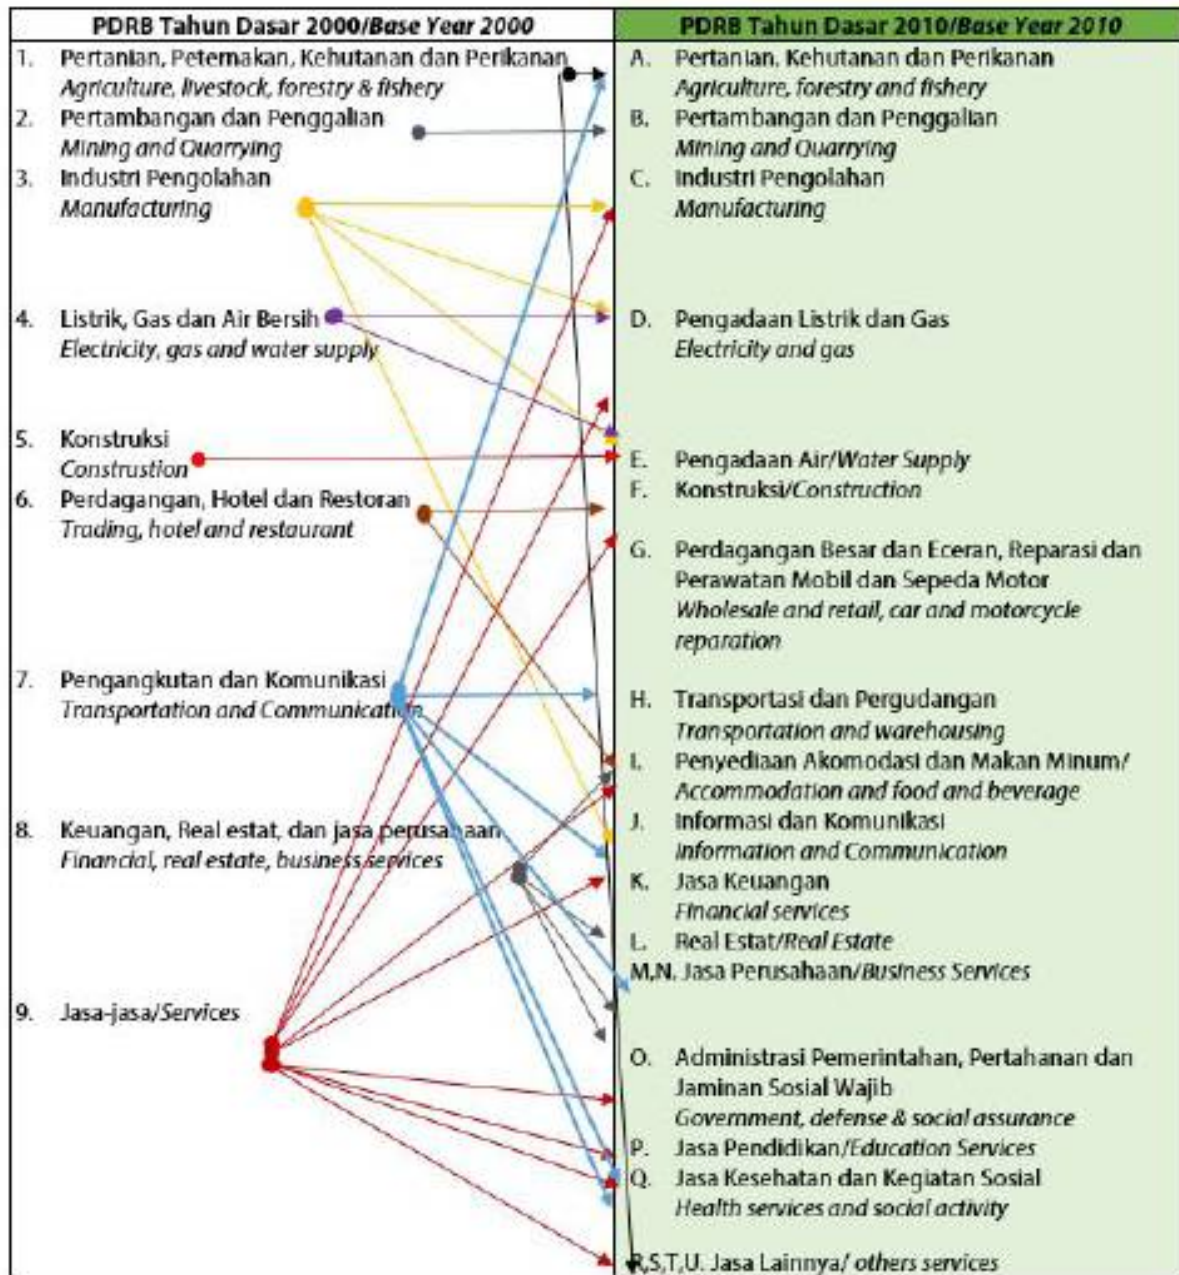 PDRB Tahun Dasar 2000/Base Year 2000
1. Pertanian, Peternakan, Kehutanan dan Perikanan
Agriculture, livestock, forestry & fishery
2. Pertambangan dan Penggalian
Mining and Quarrying
3. Industri Pengolahan
Manufacturing
4. Listrik, Gas dan Air Bersih
Electricity, gas and water supply
5. Konstruksi
Construstion
6. Perdagangan, Hotel dan Restoran
Trading, hotel and restaurant
7. Pengangkutan dan Komunikasi
Transportation and Communication
8. Keuangan, Real estat, dan jasa perusahaan
Financial, real estate, business services
9. Jasa-jasa/Services
PDRB Tahun Dasar 2010/Base Year 2010
A. Pertanian, Kehutanan dan Perikanan
Agriculture, forestry and fishery
B. Pertambangan dan Penggalian
Mining and Quarrying
C. Industri Pengolahan
Manufacturing
D. Pengadaan Listrik dan Gas
Electricity and gas
E. Pengadaan Air/Water Supply
F. Konstruksi/Construction
G. Perdagangan Besar dan Eceran, Reparasi dan
Perawatan Mobil dan Sepeda Motor
Wholesale and retail, car and motorcycle
reparation
H. Transportasi dan Pergudangan
Transportation and warehousing
I. Penyediaan Akomodasi dan Makan Minum/
Accommodation and food and beverage
J. Informasi dan Komunikasi
Information and Communication
K. Jasa Keuangan
Financial services
L. Real Estat/Real Estate
M,N. Jasa Perusahaan/Business Services
O. Administrasi Pemerintahan, Pertahanan dan
Jaminan Sosial Wajib
Government, defense & social assurance
P. Jasa Pendidikan/Education Services
Q. Jasa Kesehatan dan Kegiatan Sosial
Health services and social activity
R,S,T,U. Jasa Lainnya/ others services